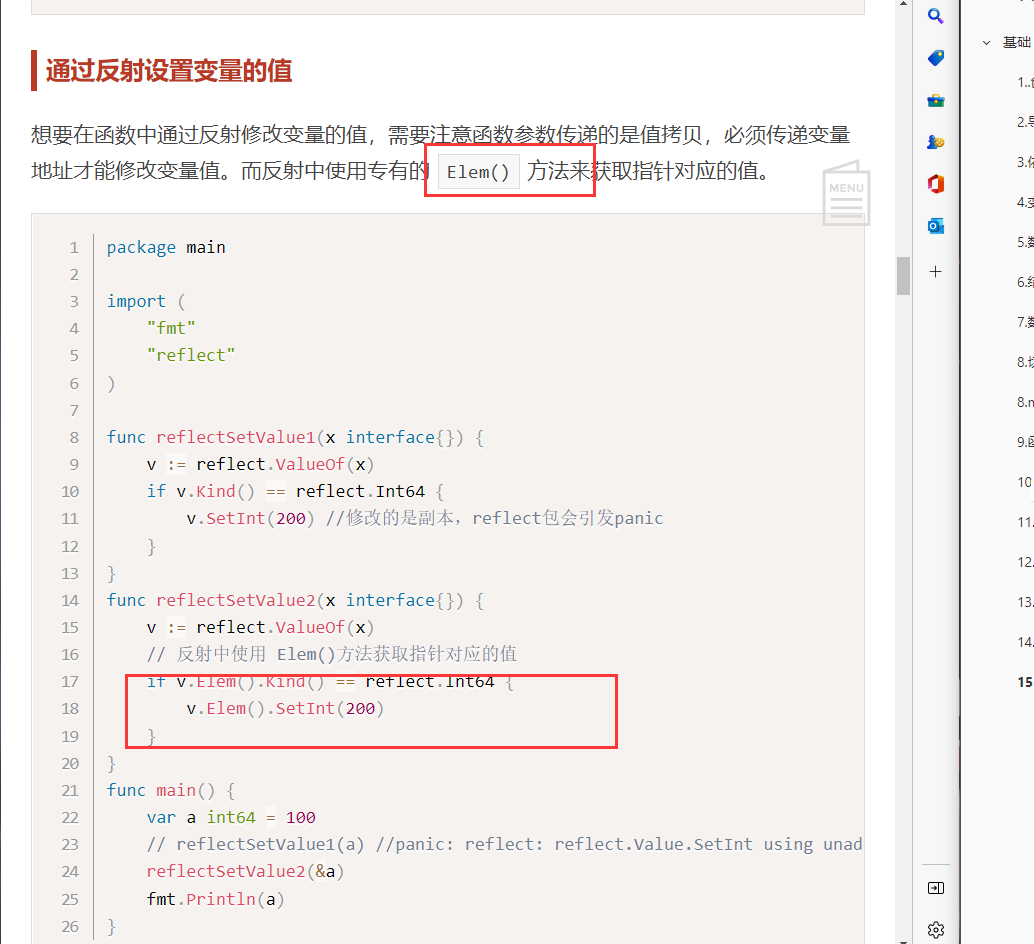 通过反射设置变量的值
想要在函数中通过反射修改变量的值，需要注意函数参数传递的是值拷贝，必须传递变量
地址才能修改变量值。而反射中使用专有的 Elem() 方法来获取指针对应的值。
MENU
1 package main
2
3 import (
4     "fmt"
5     "reflect"
6 )
7
8 func reflectSetValue1(x interface{}) {
9     v := reflect.ValueOf(x)
10     if v.Kind() == reflect.Int64 {
11         v.SetInt(200) //修改的是副本，reflect包会引发panic
12     }
13 }
14 func reflectSetValue2(x interface{}) {
15     v := reflect.ValueOf(x)
16     // 反射中使用 Elem()方法获取指针对应的值
17     if v.Elem().Kind() == reflect.Int64 {
18         v.Elem().SetInt(200)
19     }
20 }
21 func main() {
22     var a int64 = 100
23     // reflectSetValue1(a) //panic: reflect: reflect.Value.SetInt using unad
24     reflectSetValue2(&a)
25     fmt.Println(a)
26 }
基础
1..
2.
3.
4.
5.
6.
7.
8.
8.m
9.
10
11.
12.
13.
14.
15